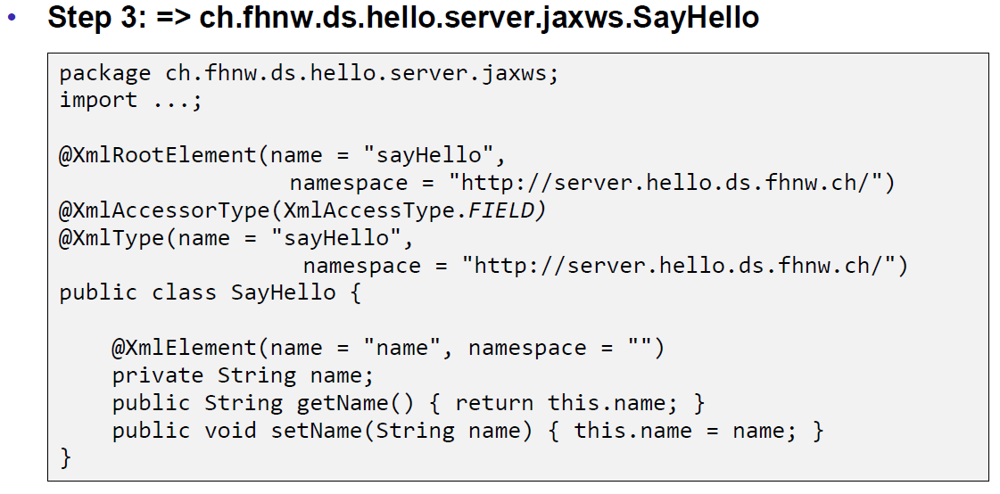 • Step 3: => ch.fhnw.ds.hello.server.jaxws.SayHello
package ch.fhnw.ds.hello.server.jaxws;
import ...;

@XmlRootElement(name = "sayHello",
                namespace = "http://server.hello.ds.fhnw.ch/")
@XmlAccessorType(XmlAccessType.FIELD)
@XmlType(name = "sayHello",
                 namespace = "http://server.hello.ds.fhnw.ch/")
public class SayHello {

    @XmlElement(name = "name", namespace = "")
    private String name;
    public String getName() { return this.name; }
    public void setName(String name) { this.name = name; }
}